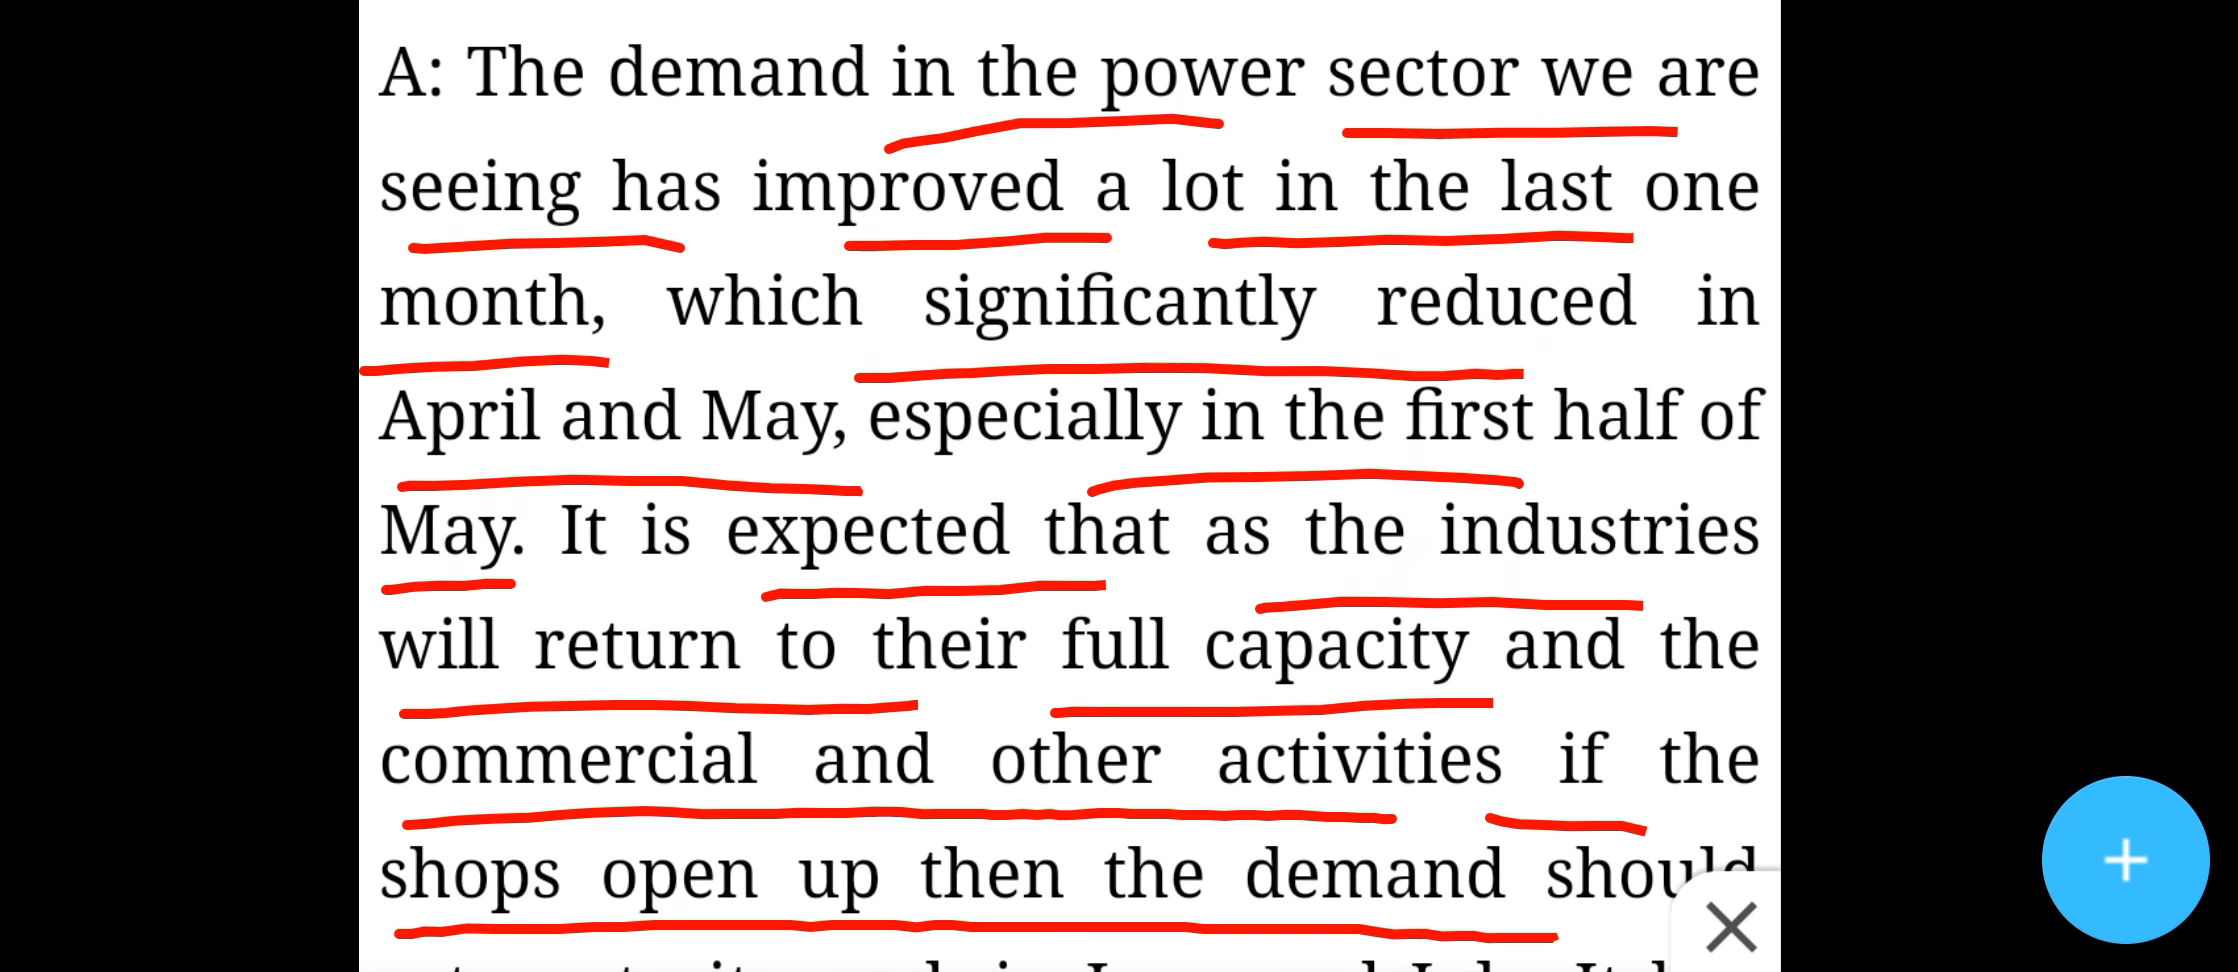 A: The demand in the power sector we are
seeing has improved a lot in the last one
month, which significantly reduced in
April and May, especially in the first half of
May. It is expected that as the industries
will return to their full capacity and the
commercial and other activities if the
shops open up then the demand should